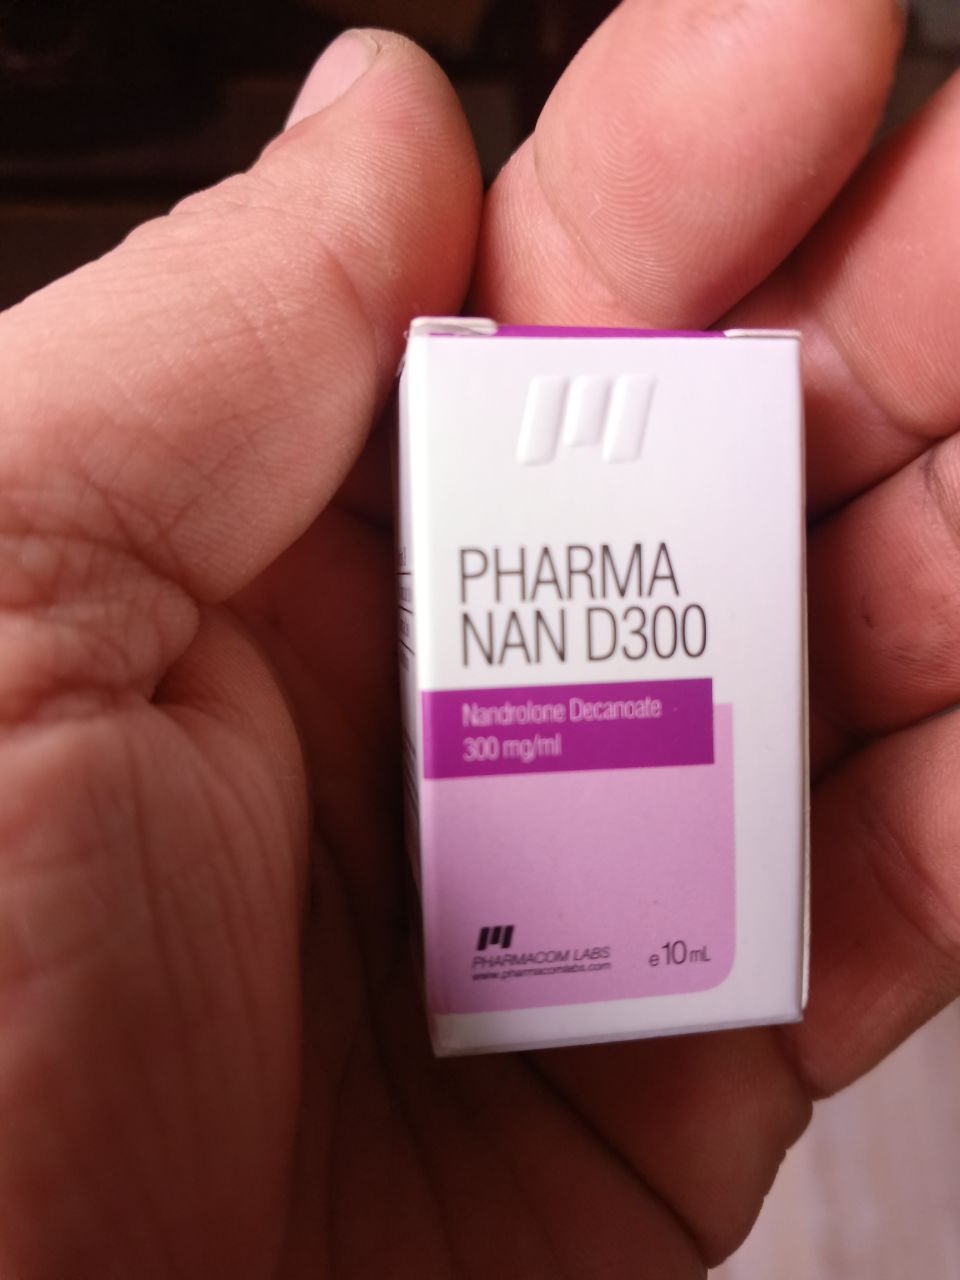 PHARMA
NAN D300
Nandrolone Decanoate
300 mg/ml
PHARMACOM LABS
www.pharmacomlabs.com
e 10 mL